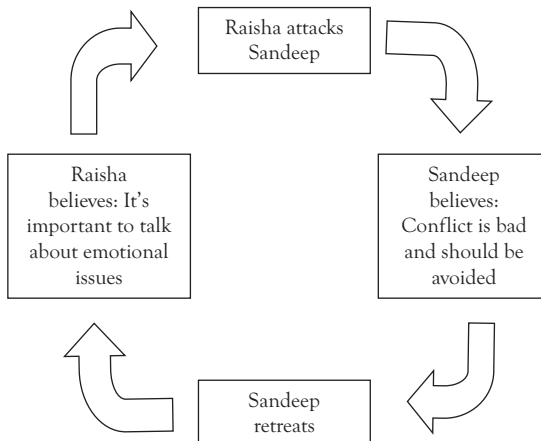 Raisha attacks
Sandeep
Raisha
believes: It's
important to talk
about emotional
issues
Sandeep
believes:
Conflict is bad
and should be
avoided
Sandeep
retreats